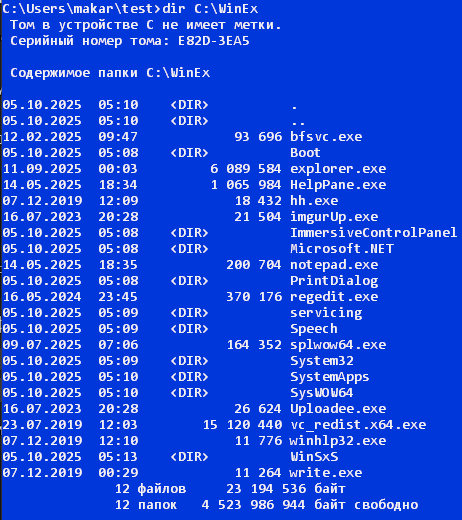 C:\Users\makar\test>dir C:\WinEx
Том в устройстве C не имеет метки.
Серийный номер тома: E82D-3EA5

Содержимое папки C:\WinEx

05.10.2025  05:10    <DIR>          .
05.10.2025  05:10    <DIR>          ..
12.02.2025  09:47            93 696 bfsvc.exe
05.10.2025  05:08    <DIR>          Boot
11.09.2025  00:03         6 089 584 explorer.exe
14.05.2025  18:34         1 065 984 HelpPane.exe
07.12.2019  12:09            18 432 hh.exe
16.07.2023  20:28            21 504 imgurUp.exe
05.10.2025  05:08    <DIR>          ImmersiveControlPanel
05.10.2025  05:08    <DIR>          Microsoft.NET
14.05.2025  18:35           200 704 notepad.exe
05.10.2025  05:08    <DIR>          PrintDialog
16.05.2024  23:45           370 176 regedit.exe
05.10.2025  05:09    <DIR>          servicing
05.10.2025  05:09    <DIR>          Speech
09.07.2025  07:06           164 352 splwow64.exe
05.10.2025  05:09    <DIR>          System32
05.10.2025  05:10    <DIR>          SystemApps
05.10.2025  05:10    <DIR>          SysWOW64
16.07.2023  20:28            26 624 Uploadee.exe
23.07.2019  12:03        15 120 440 vc_redist.x64.exe
07.12.2019  12:10            11 776 winhlp32.exe
05.10.2025  05:13    <DIR>          WinSxS
07.12.2019  00:29            11 264 write.exe
12 файлов     23 194 536 байт
12 папок   4 523 986 944 байт свободно